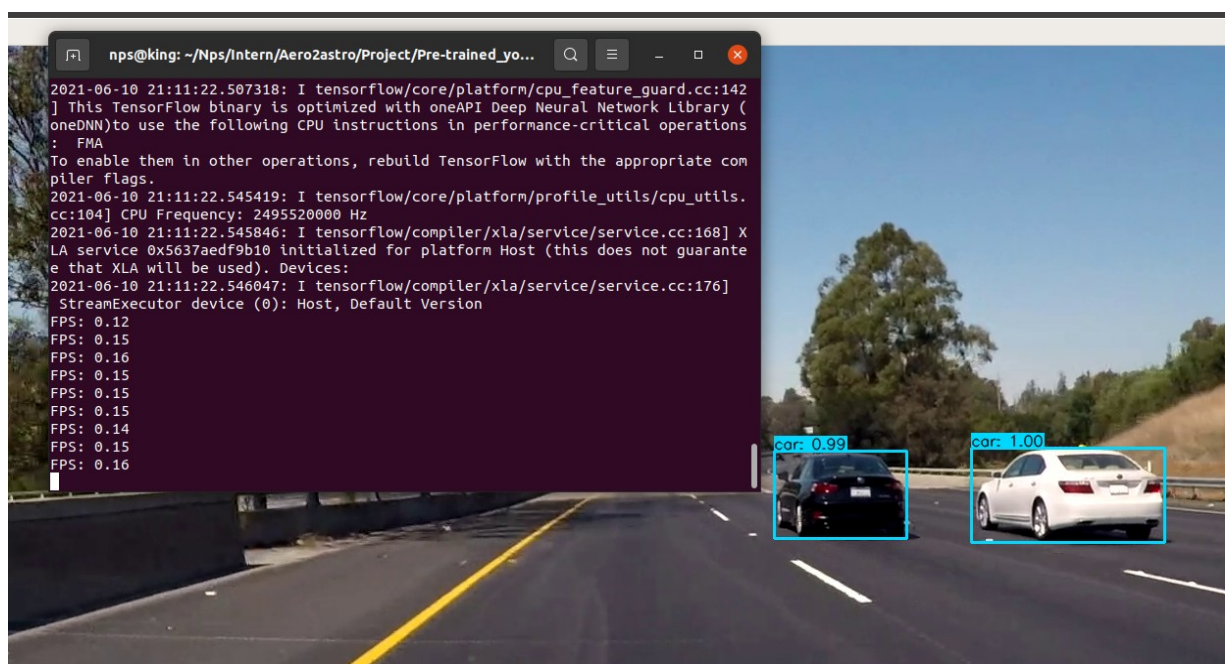 nps@king: ~/Nps/Intern/Aero2astro/Project/Pre-trained_yo...
2021-06-10 21:11:22.507318: I tensorflow/core/platform/cpu_feature_guard.cc:142
] This TensorFlow binary is optimized with oneAPI Deep Neural Network Library (
oneDNN)to use the following CPU instructions in performance-critical operations
:  FMA
To enable them in other operations, rebuild TensorFlow with the appropriate com
piler flags.
2021-06-10 21:11:22.545419: I tensorflow/core/platform/profile_utils/cpu_utils.
cc:104] CPU Frequency: 2495520000 Hz
2021-06-10 21:11:22.545846: I tensorflow/compiler/xla/service/service.cc:168] X
LA service 0x5637aedf9b10 initialized for platform Host (this does not guarante
e that XLA will be used). Devices:
2021-06-10 21:11:22.546047: I tensorflow/compiler/xla/service/service.cc:176]
 StreamExecutor device (0): Host, Default Version
FPS: 0.12
FPS: 0.15
FPS: 0.16
FPS: 0.15
FPS: 0.15
FPS: 0.15
FPS: 0.14
FPS: 0.15
FPS: 0.16
car: 0.99
car: 1.00